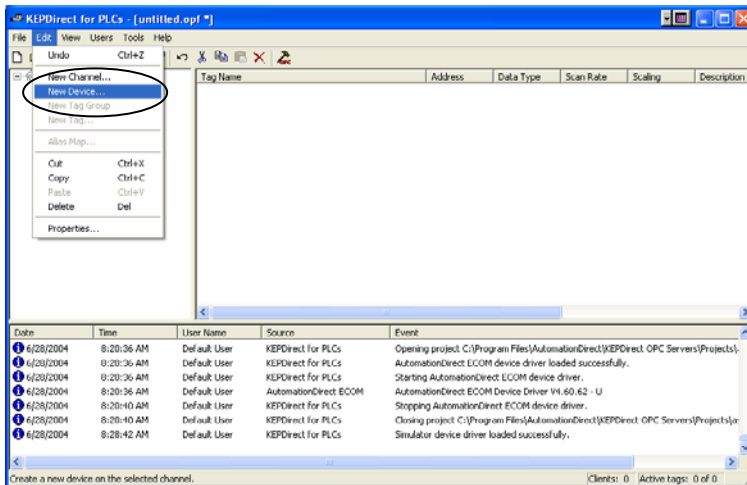 KEPDirect for PLCs - [untitled.opf *]
File Edit View Users Tools Help
Undo Ctrl+Z
New Channel...
New Device...
New Tag Group
New Tag...
Alias Map...
Cut Ctrl+X
Copy Ctrl+C
Paste Ctrl+V
Delete Del
Properties...
Tag Name Address Data Type Scan Rate Scaling Description
Date Time User Name Source Event
6/28/2004 8:20:36 AM Default User KEPDirect for PLCs Opening project C:\Program Files\AutomationDirect\KEPDirect OPC Servers\Projects\
6/28/2004 8:20:36 AM Default User KEPDirect for PLCs AutomationDirect ECOM device driver loaded successfully.
6/28/2004 8:20:36 AM Default User KEPDirect for PLCs Starting AutomationDirect ECOM device driver.
6/28/2004 8:20:36 AM Default User AutomationDirect ECOM AutomationDirect ECOM Device Driver V4.60.62 - U
6/28/2004 8:20:40 AM Default User KEPDirect for PLCs Stopping AutomationDirect ECOM device driver.
6/28/2004 8:20:40 AM Default User KEPDirect for PLCs Closing project C:\Program Files\AutomationDirect\KEPDirect OPC Servers\Projects\
6/28/2004 8:28:42 AM Default User KEPDirect for PLCs Simulator device driver loaded successfully.
Create a new device on the selected channel. Clients: 0 Active tags: 0 of 0